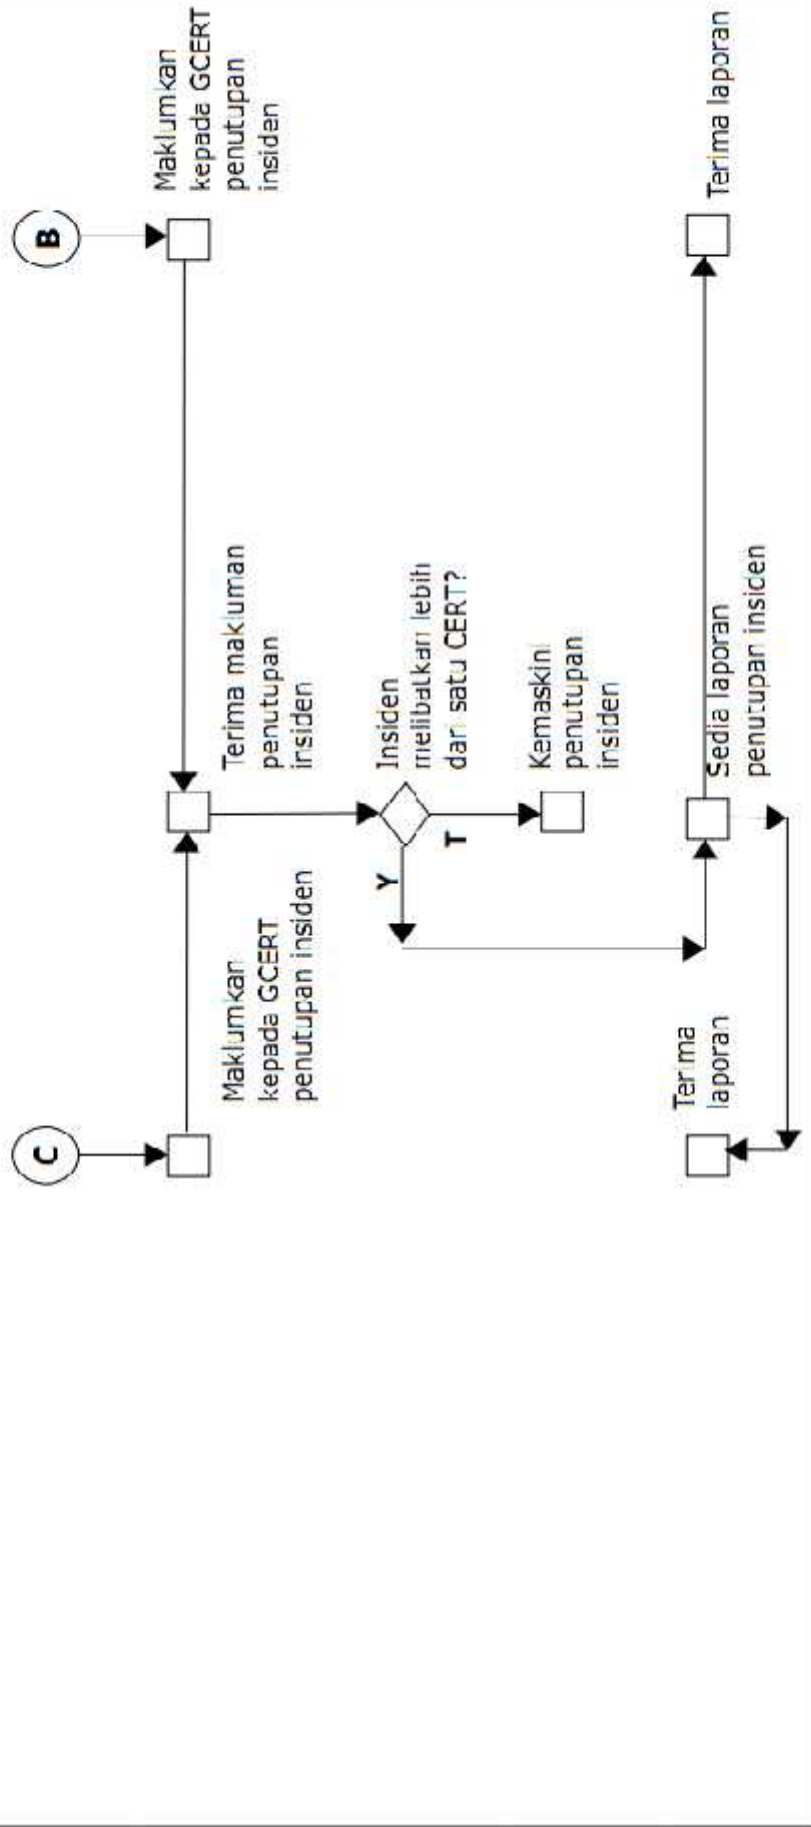 C
B
Maklumkan
kepada GCERT
penutupan
insiden
Maklumkan
kepada GCERT
penutupan insiden
Terima makluman
penutupan
insiden
Insiden
melibatkan lebih
dari satu CERT?
Y
T
Kemaskini
penutupan
insiden
Terima
laporan
Sedia laporan
penutupan insiden
Terima laporan